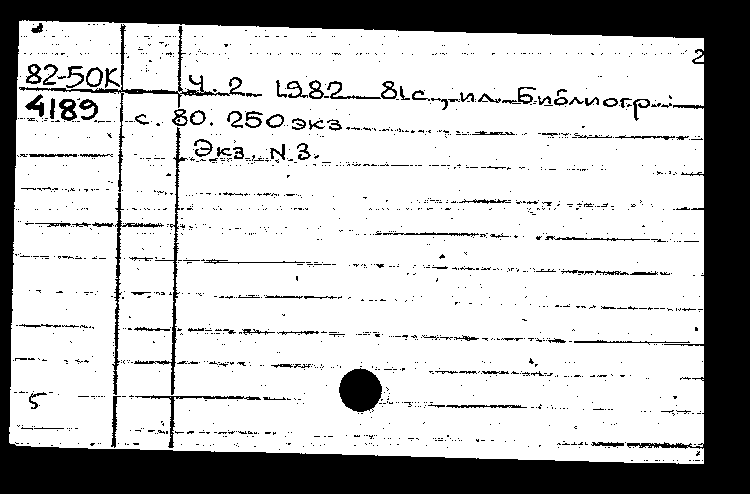 2
82-50К Ч. 2 1982 81с., ил. Библиогр.:
4189 с. 80. 250 экз
Экз. N 3.
5